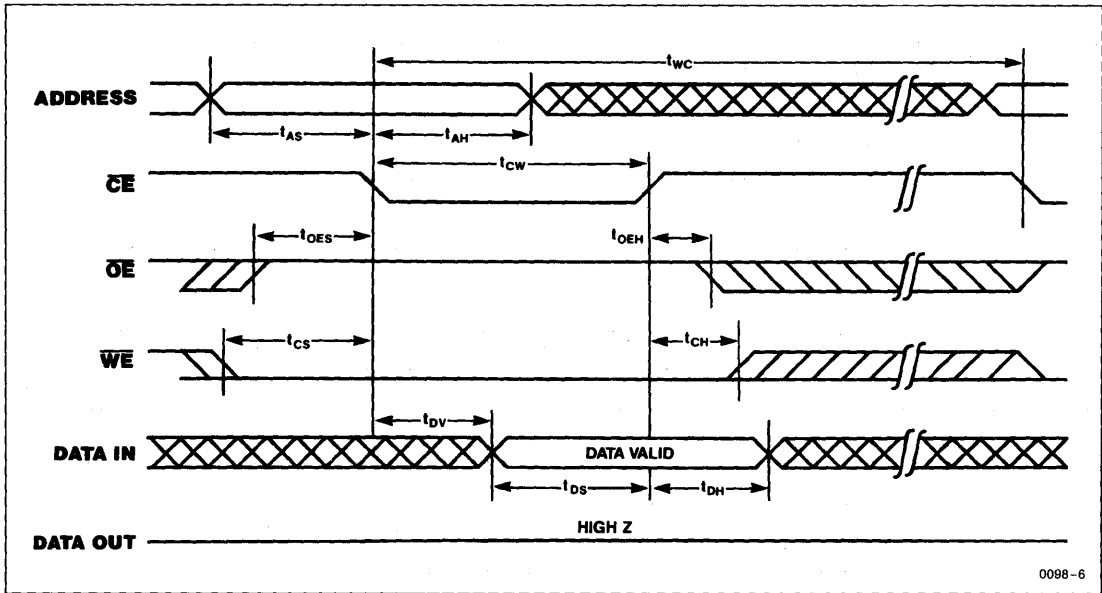 tWC
ADDRESS
tAS
tAH
tCW
CE
tOES
tOEH
OE
tCS
tCH
WE
tDV
DATA IN
DATA VALID
tDS
tDH
HIGH Z
DATA OUT
0098-6